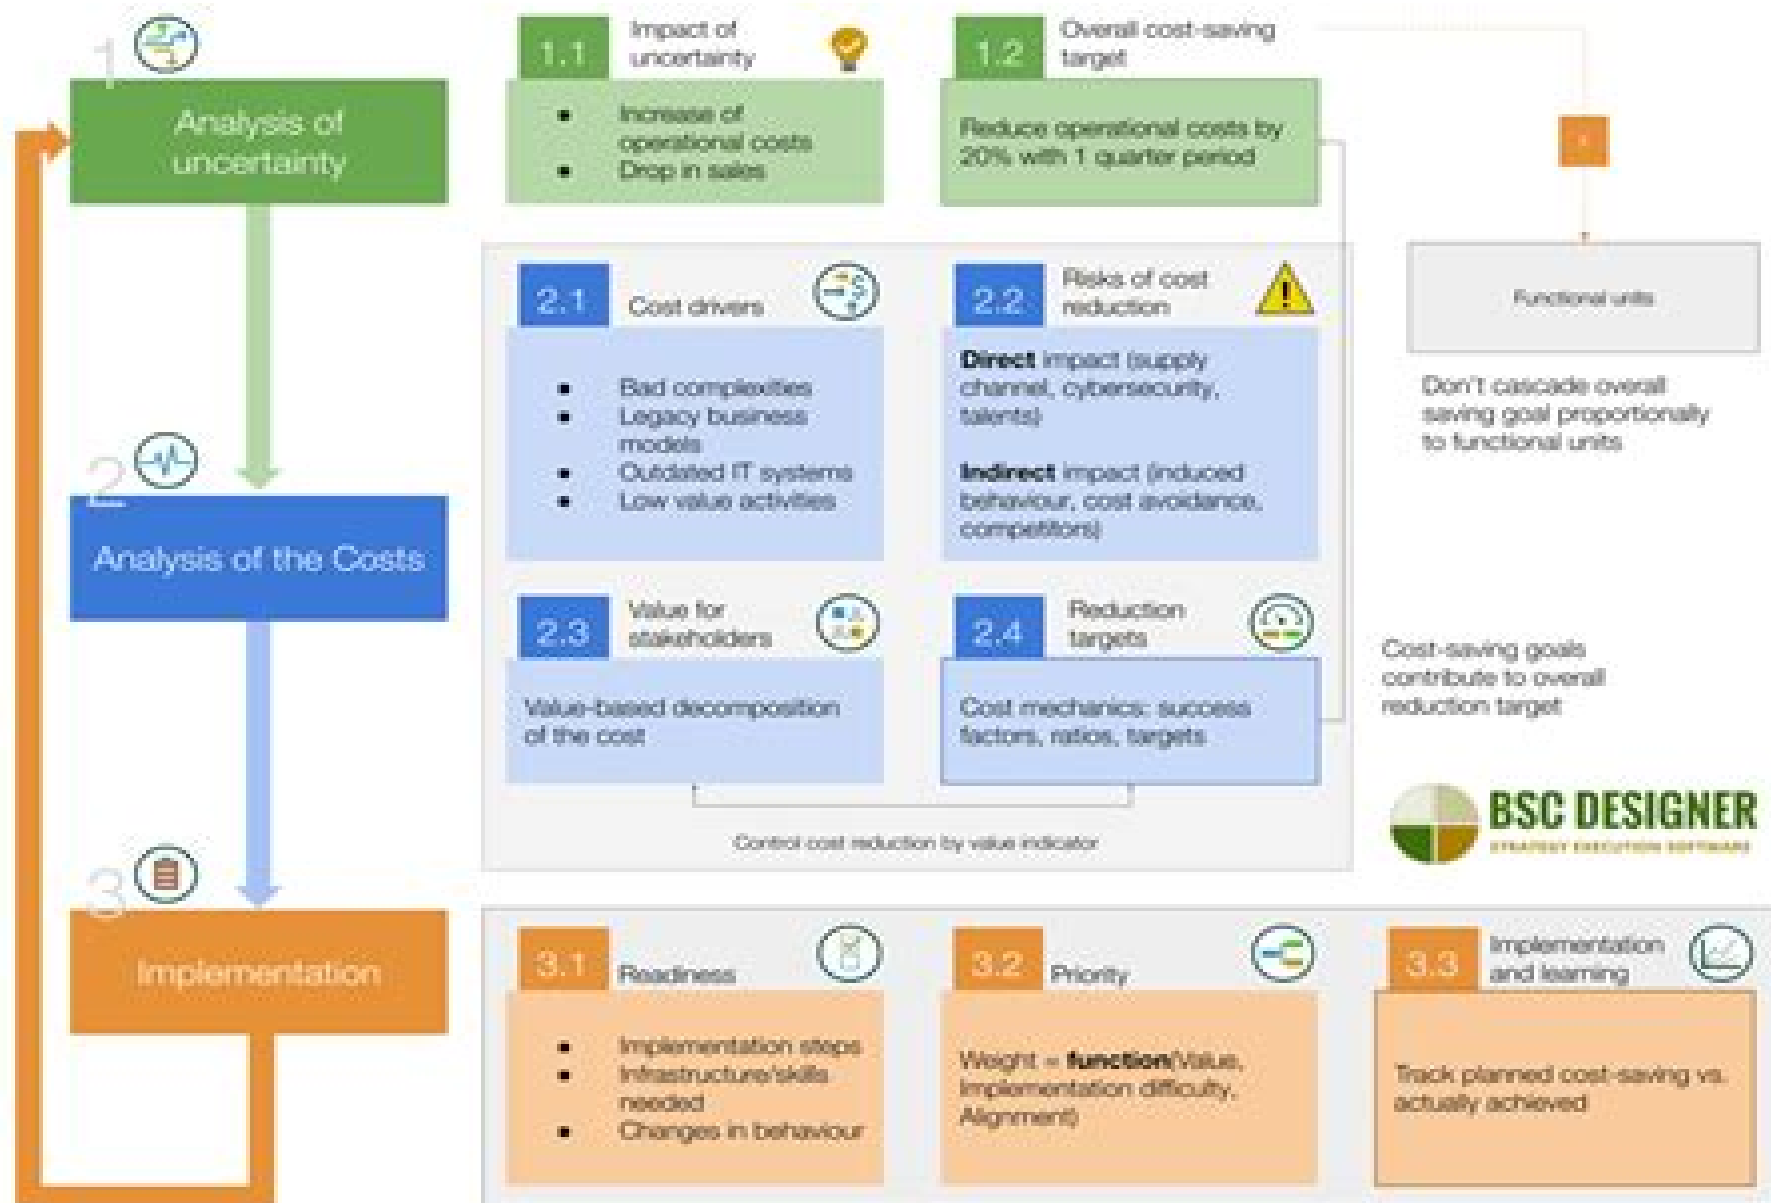 1
Analysis of
uncertainty
1.1
Impact of
uncertainty
● Increase of
operational costs
● Drop in sales
1.2
Overall cost-saving
target
Reduce operational costs by
20% with 1 quarter period
Functional units
Don't cascade overall
saving goal proportionally
to functional units
2
Analysis of the Costs
2.1
Cost drivers
● Bad complexities
● Legacy business
models
● Outdated IT systems
● Low value activities
2.2
Risks of cost
reduction
Direct impact (supply
channel, cybersecurity,
talents)
Indirect impact (induced
behaviour, cost avoidance,
competitors)
2.3
Value for
stakeholders
Value-based decomposition
of the cost
2.4
Reduction
targets
Cost mechanics: success
factors, ratios, targets
Control cost reduction by value indicator
Cost-saving goals
contribute to overall
reduction target
BSC DESIGNER
STRATEGY EXECUTION SOFTWARE
3
Implementation
3.1
Readiness
● Implementation steps
● Infrastructure/skills
needed
● Changes in behaviour
3.2
Priority
Weight = function(Value,
Implementation difficulty,
Alignment)
3.3
Implementation
and learning
Track planned cost-saving vs.
actually achieved